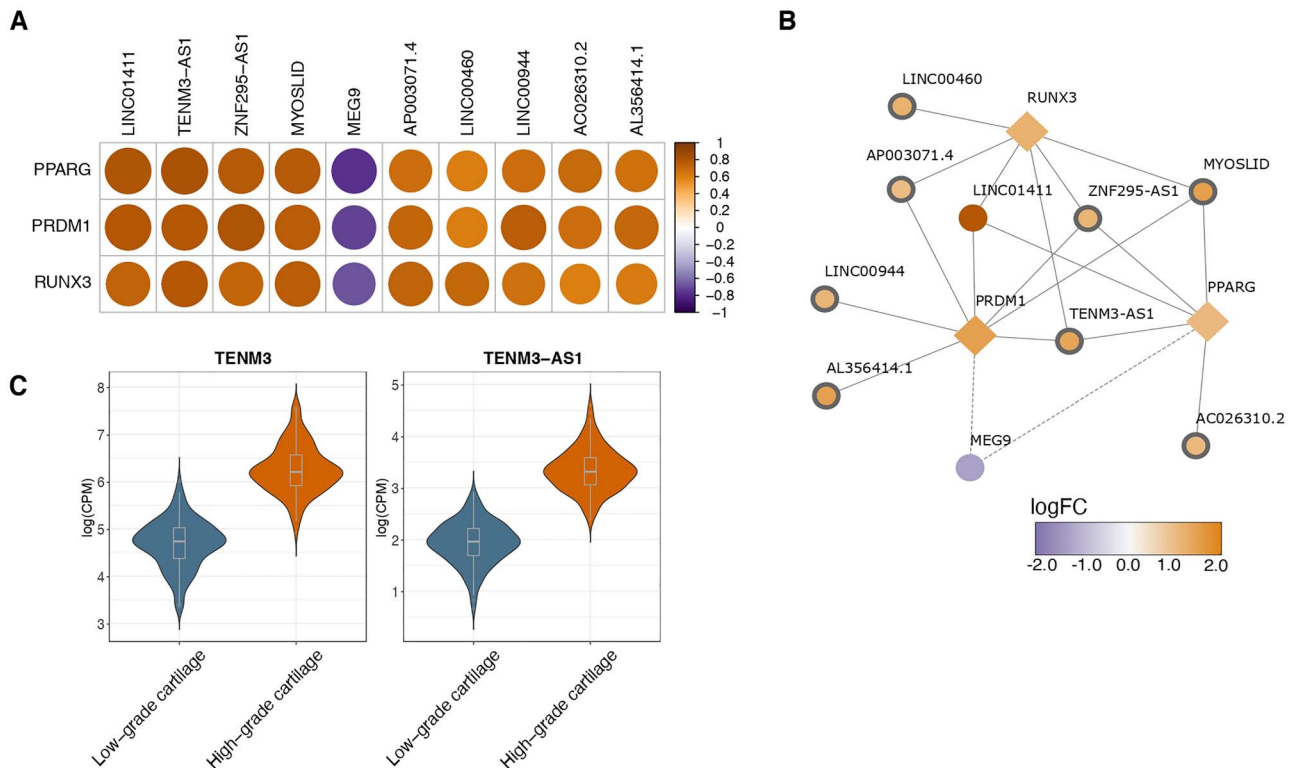 A
LINC01411
TENM3−AS1
ZNF295−AS1
MYOSLID
MEG9
AP003071.4
LINC00460
LINC00944
AC026310.2
AL356414.1
PPARG
PRDM1
RUNX3
1
0.8
0.6
0.4
0.2
0
−0.2
−0.4
−0.6
−0.8
−1
B
LINC00460
RUNX3
AP003071.4
MYOSLID
LINC01411
ZNF295-AS1
LINC00944
PPARG
PRDM1
TENM3-AS1
AL356414.1
AC026310.2
MEG9
logFC
-2.0 -1.0 0.0 1.0 2.0
C
TENM3
log(CPM)
8
7
6
5
4
3
Low−grade cartilage
High−grade cartilage
TENM3−AS1
log(CPM)
5
4
3
2
1
Low−grade cartilage
High−grade cartilage